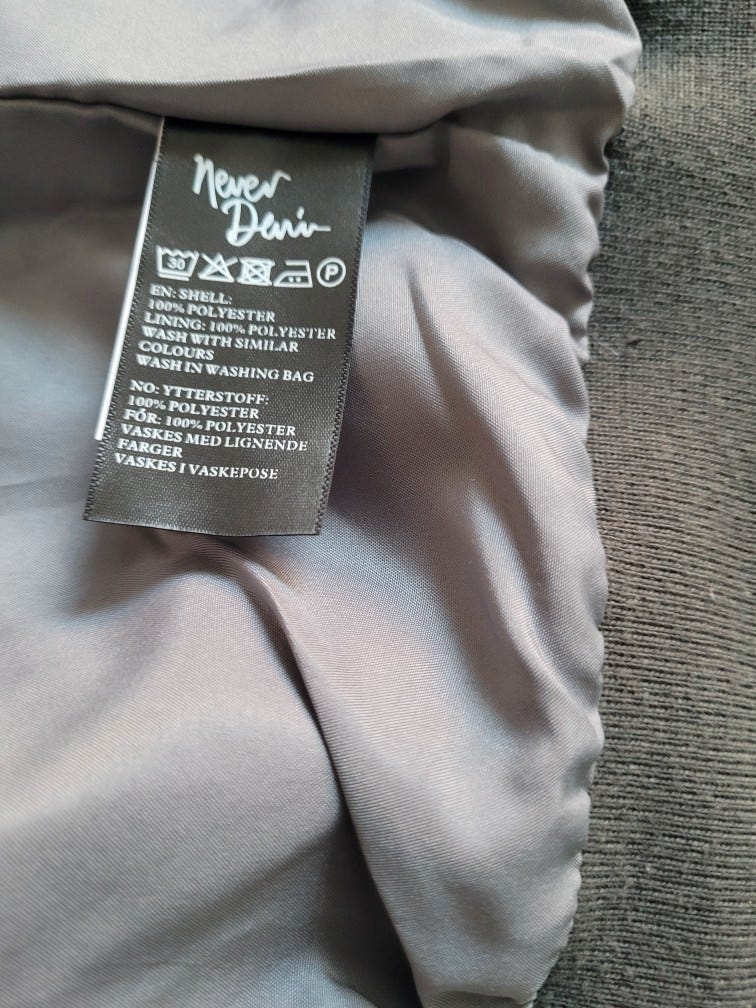 Never
Denim
30 P
EN: SHELL:
100% POLYESTER
LINING: 100% POLYESTER
WASH WITH SIMILAR
COLOURS
WASH IN WASHING BAG
NO: YTTERSTOFF:
100% POLYESTER
FÓR: 100% POLYESTER
VASKES MED LIGNENDE
FARGER
VASKES I VASKEPOSE